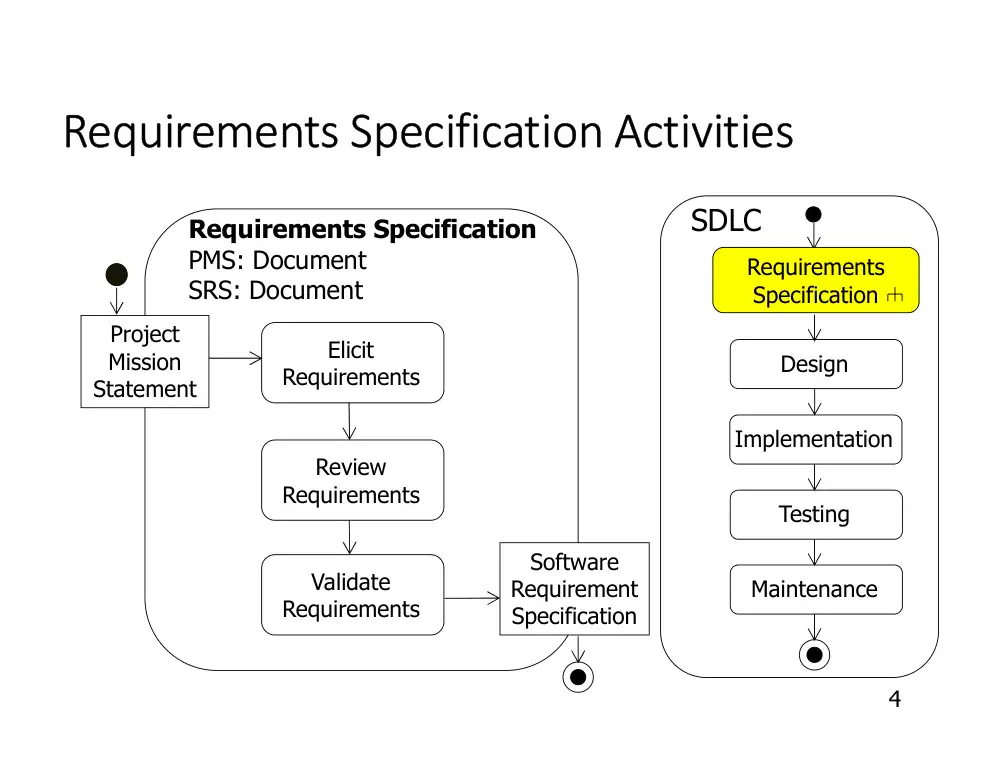 Requirements Specification Activities
Requirements Specification
PMS: Document
SRS: Document
Project
Mission
Statement
Elicit
Requirements
Review
Requirements
Validate
Requirements
Software
Requirement
Specification
SDLC
Requirements
Specification
Design
Implementation
Testing
Maintenance
4